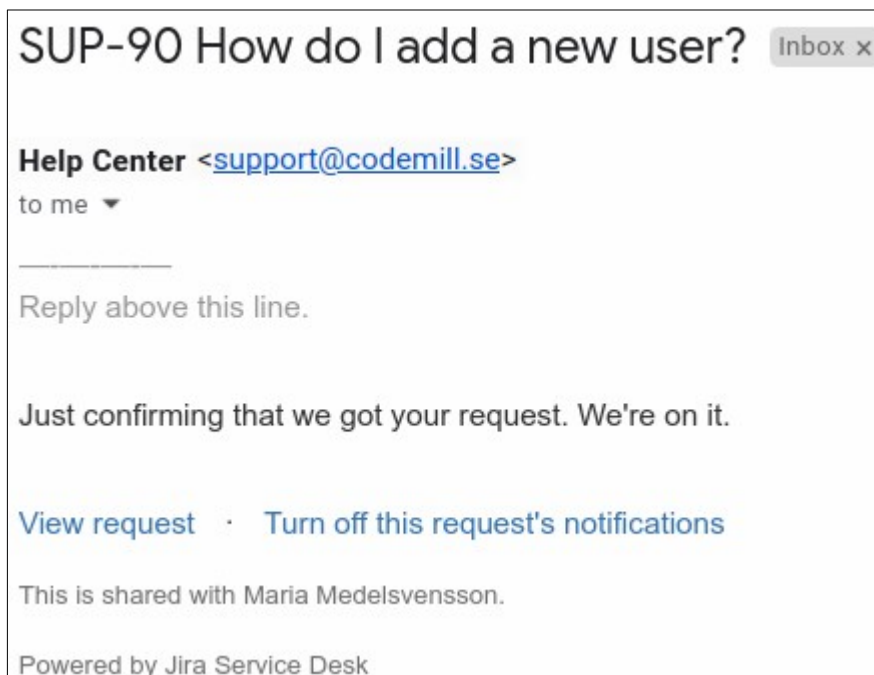 SUP-90 How do I add a new user? Inbox ×
Help Center <support@codemill.se>
to me
—-—-—-—
Reply above this line.
Just confirming that we got your request. We're on it.
View request · Turn off this request's notifications
This is shared with Maria Medelsvensson.
Powered by Jira Service Desk